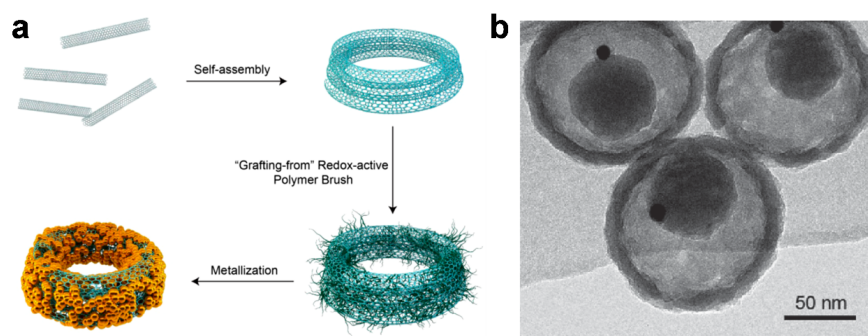 a
b
Self-assembly
“Grafting-from” Redox-active
Polymer Brush
Metallization
50 nm